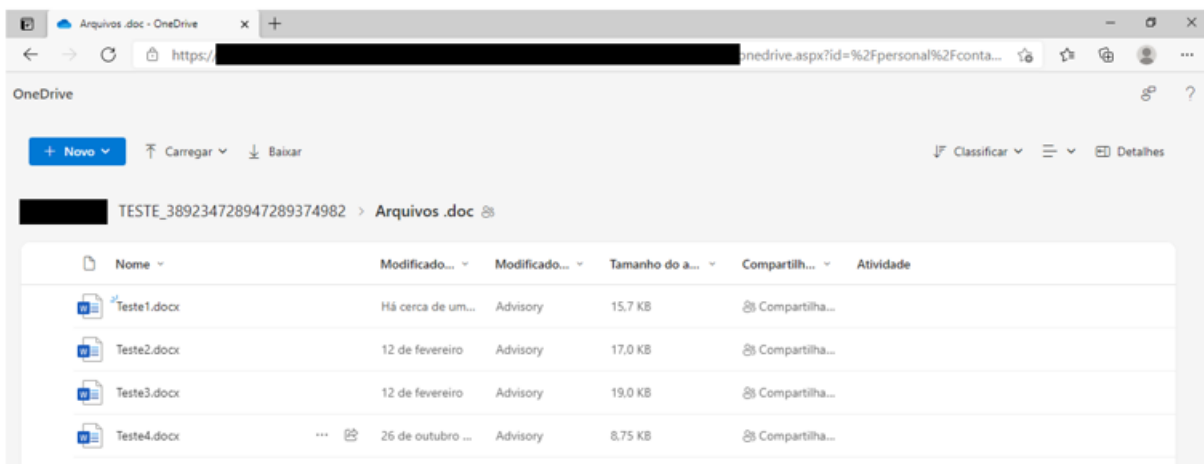 Arquivos .doc - OneDrive
https:/ onedrive.aspx?id=%2Fpersonal%2Fconta...
OneDrive
?
+ Novo Carregar Baixar Classificar Detalhes
TESTE_389234728947289374982 > Arquivos .doc
Nome Modificado... Modificado... Tamanho do a... Compartilh... Atividade
Teste1.docx Há cerca de um... Advisory 15,7 KB Compartilha...
Teste2.docx 12 de fevereiro Advisory 17,0 KB Compartilha...
Teste3.docx 12 de fevereiro Advisory 19,0 KB Compartilha...
Teste4.docx ... 26 de outubro ... Advisory 8,75 KB Compartilha...